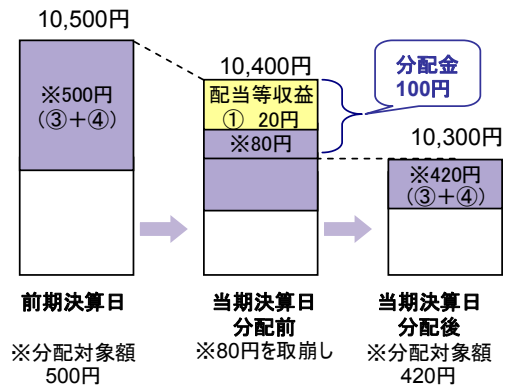 10,500円
※500円
(③+④)
前期決算日
※分配対象額
500円
10,400円
配当等収益
① 20円
※80円
当期決算日
分配前
※80円を取崩し
分配金
100円
10,300円
※420円
(③+④)
当期決算日
分配後
※分配対象額
420円